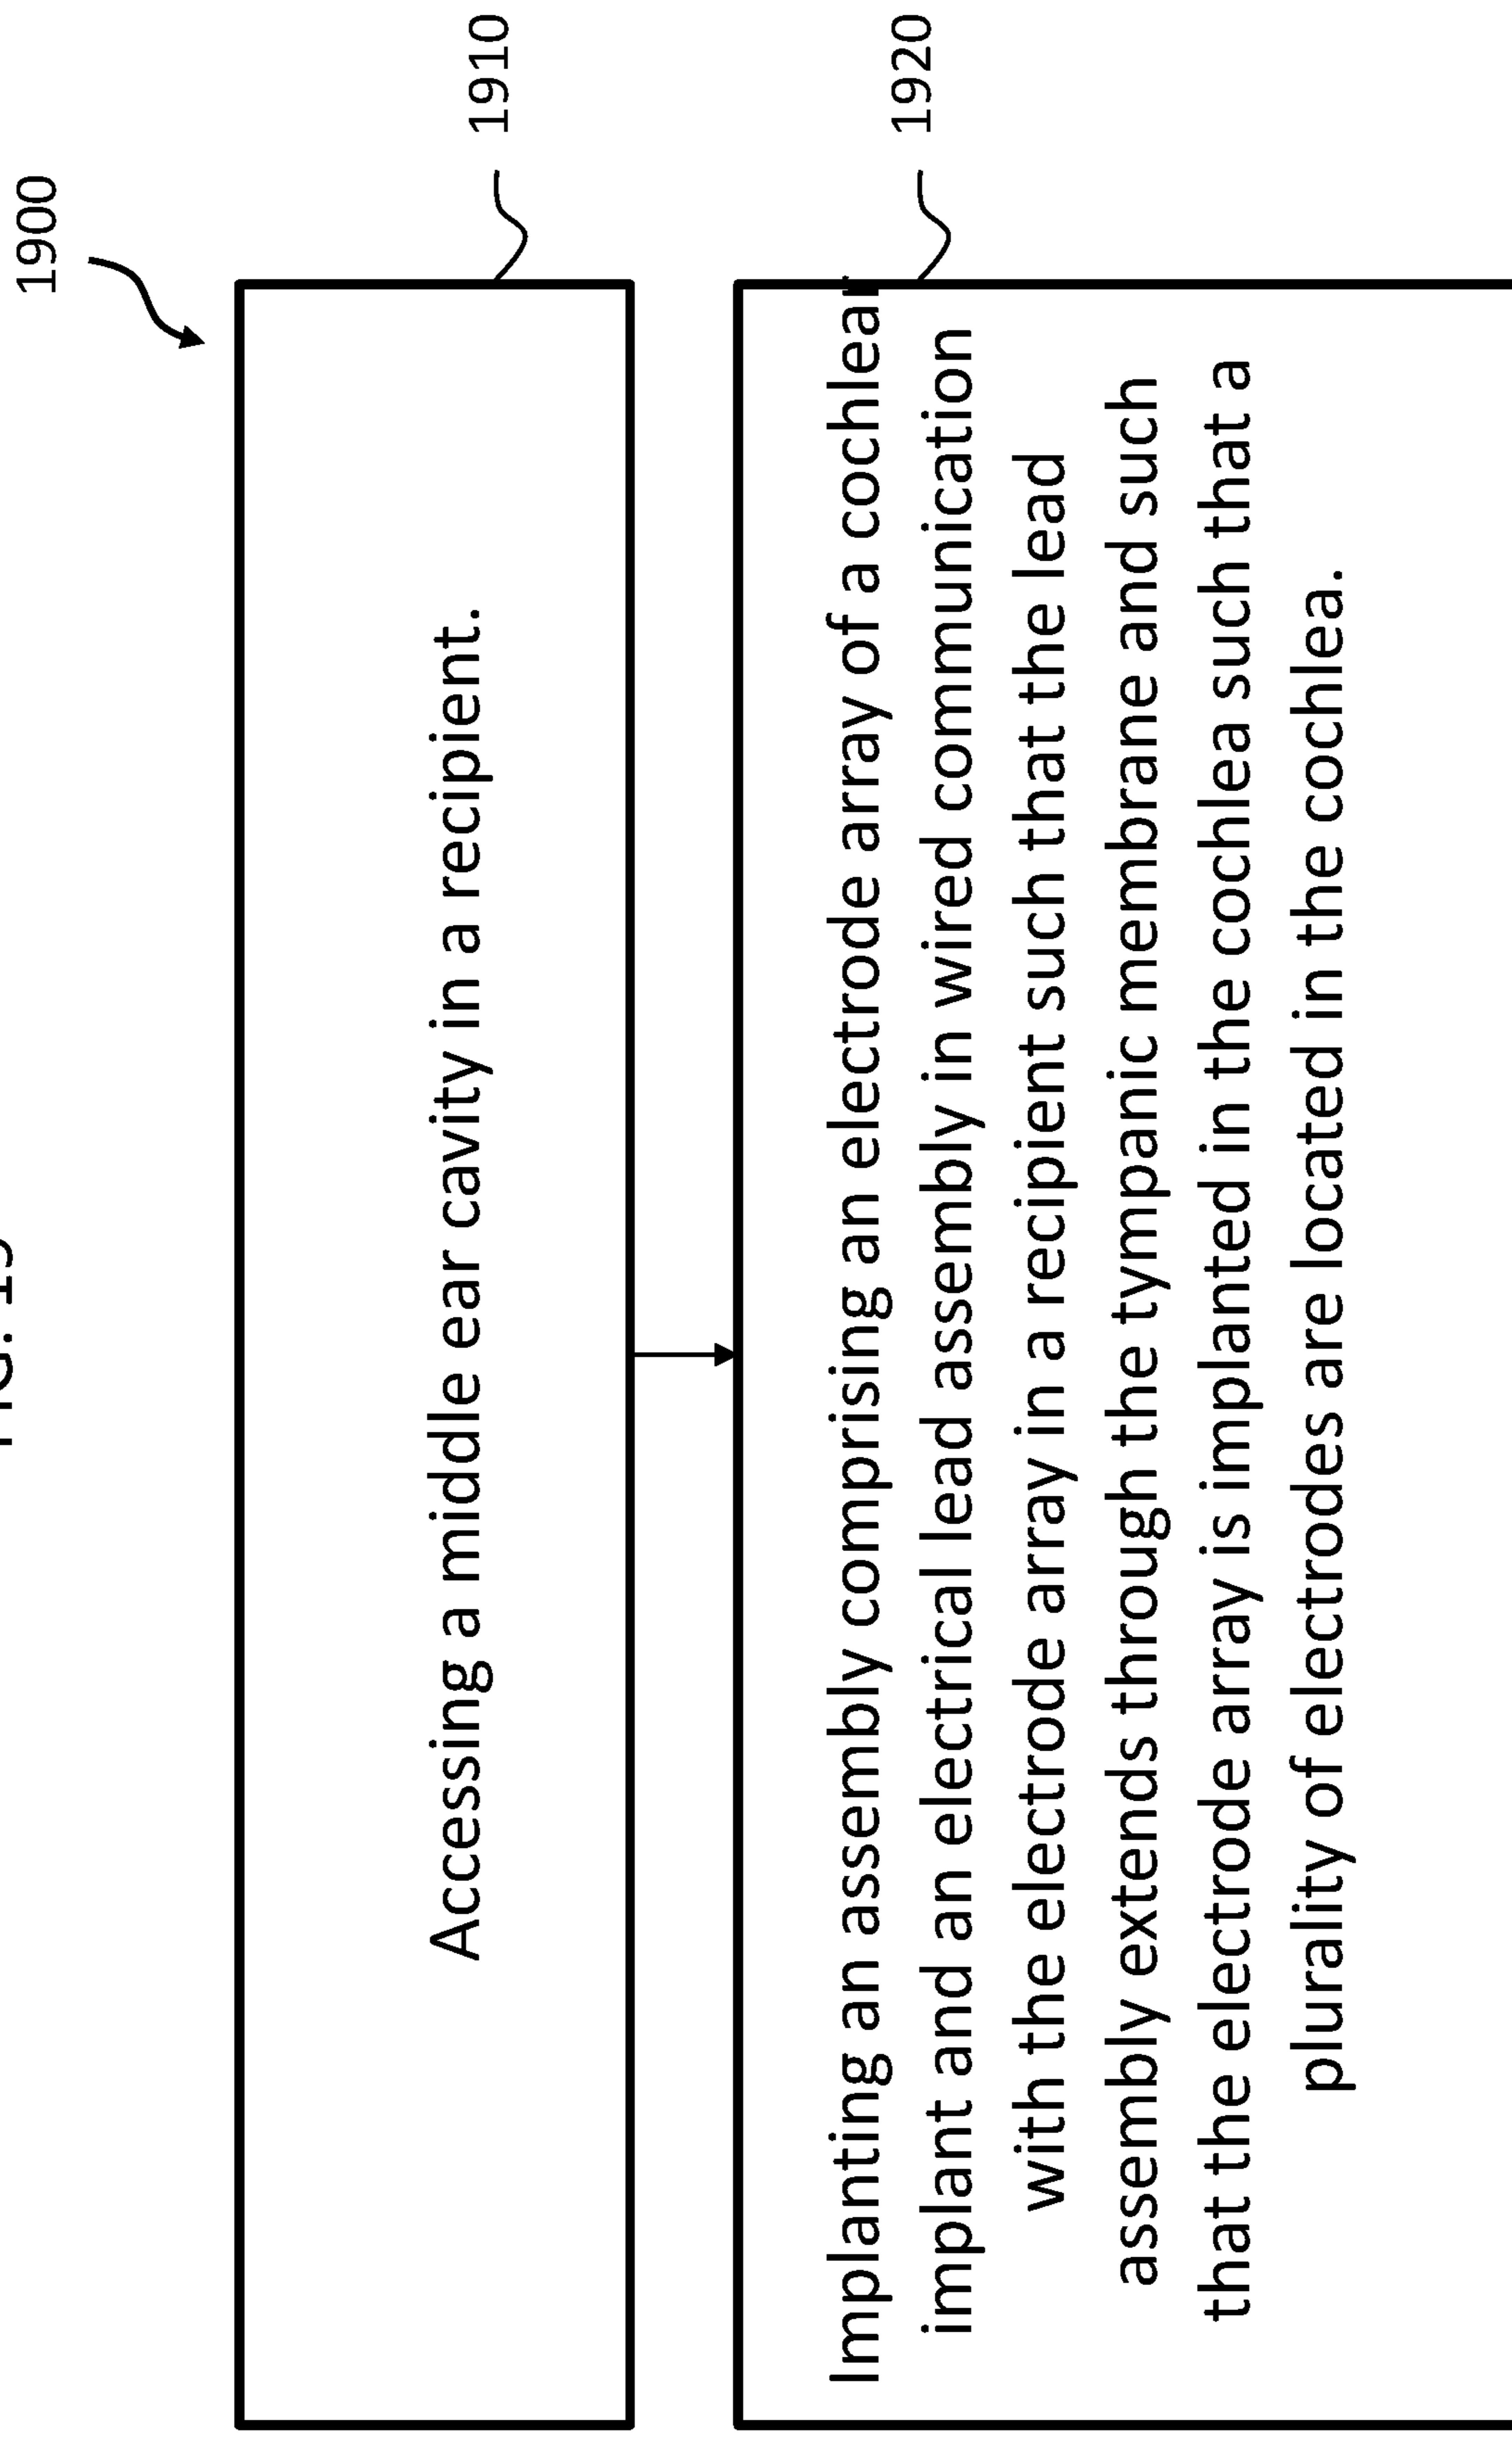 FIG. 19
1900
Accessing a middle ear cavity in a recipient.
1910
Implanting an assembly comprising an electrode array of a cochlear
implant and an electrical lead assembly in wired communication
with the electrode array in a recipient such that the lead
assembly extends through the tympanic membrane and such
that the electrode array is implanted in the cochlea such that a
plurality of electrodes are located in the cochlea.
1920